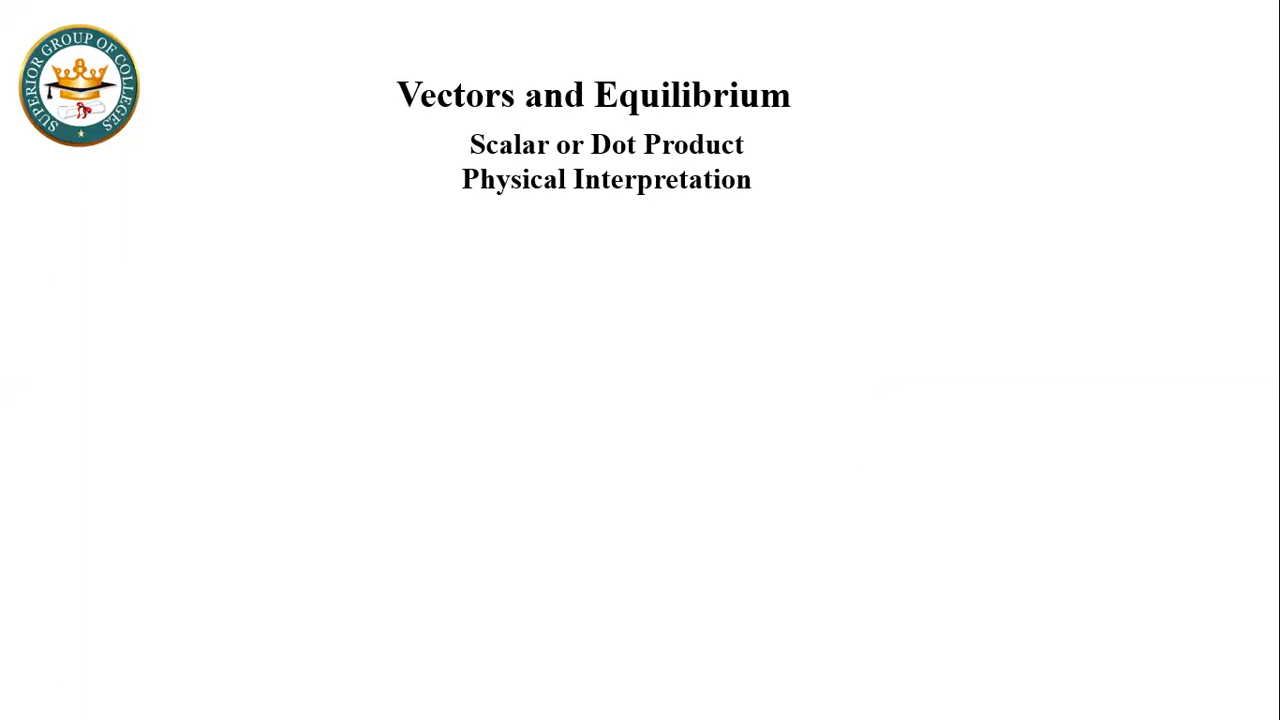 SUPERIOR GROUP OF COLLEGES
Vectors and Equilibrium
Scalar or Dot Product
Physical Interpretation